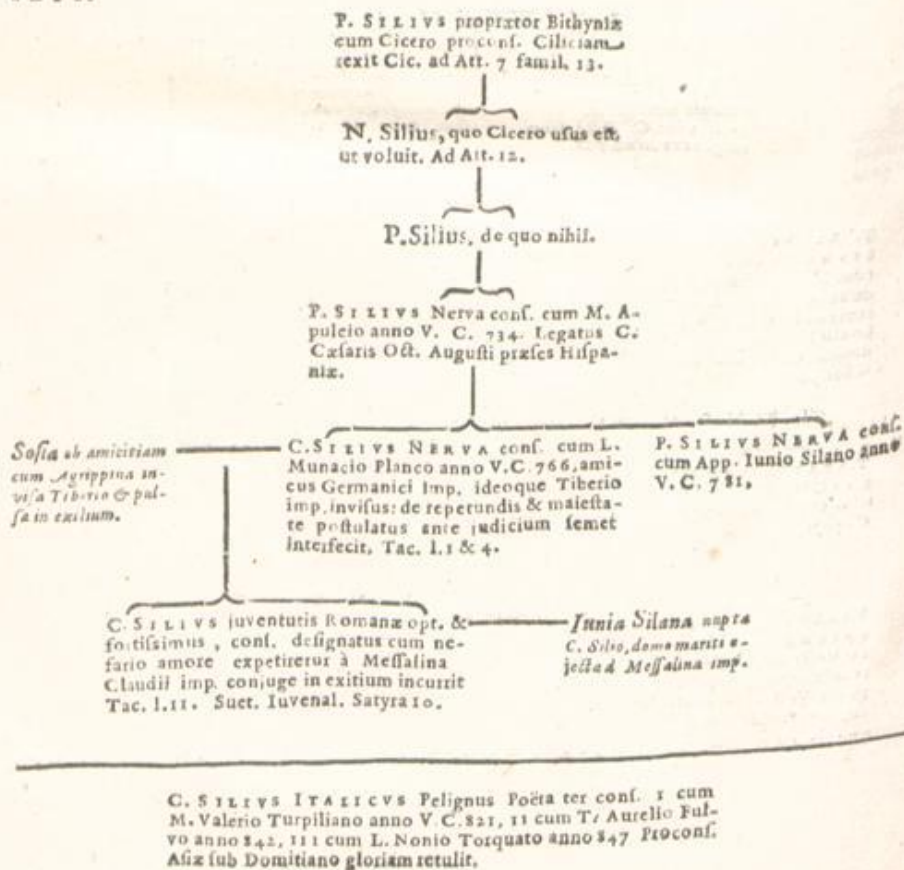 P. SILIVS proprætor Bithyniæ
cum Cicero proconſ. Ciliciam
rexit Cic. ad Att. 7 famil. 13.
N. Silius, quo Cicero uſus eſt
ut voluit. Ad Att. 12.
P. Silius, de quo nihil.
P. SILIVS Nerva conſ. cum M. A-
puleio anno V. C. 734. Legatus C.
Cæſaris Oct. Auguſti præſes Hiſpa-
niæ.
Soſia ob amicitiam
cum Agrippina in-
viſa Tiberio & pul-
ſa in exilium.
C. SILIVS NERVA conſ. cum L.
Munacio Planco anno V.C. 766, ami-
cus Germanici Imp. ideoque Tiberio
imp. inviſus: de repetundis & maieſta-
te poſtulatus ante judicium ſemet
interfecit, Tac. l.1 & 4.
P. SILIVS NERVA conſ.
cum App. Iunio Silano anno
V. C. 781.
C. SILIVS juventutis Romanæ opt. &
fortiſſimus, conſ. deſignatus cum ne-
fario amore expetirerur à Meſſalina
Claudii imp. conjuge in exitium incurrit
Tac. l.11. Suet. Iuvenal. Satyra 10.
Iunia Silana nupta
C. Silio, domo mariti e-
jecta à Meſſalina imp.
C. SILIVS ITALICVS Pelignus Poëta ter conſ. I cum
M. Valerio Turpiliano anno V.C. 821, II cum T. Aurelio Ful-
vo anno 842, III cum L. Nonio Torquato anno 847 Proconſ.
Aſiæ ſub Domitiano gloriam retulit.